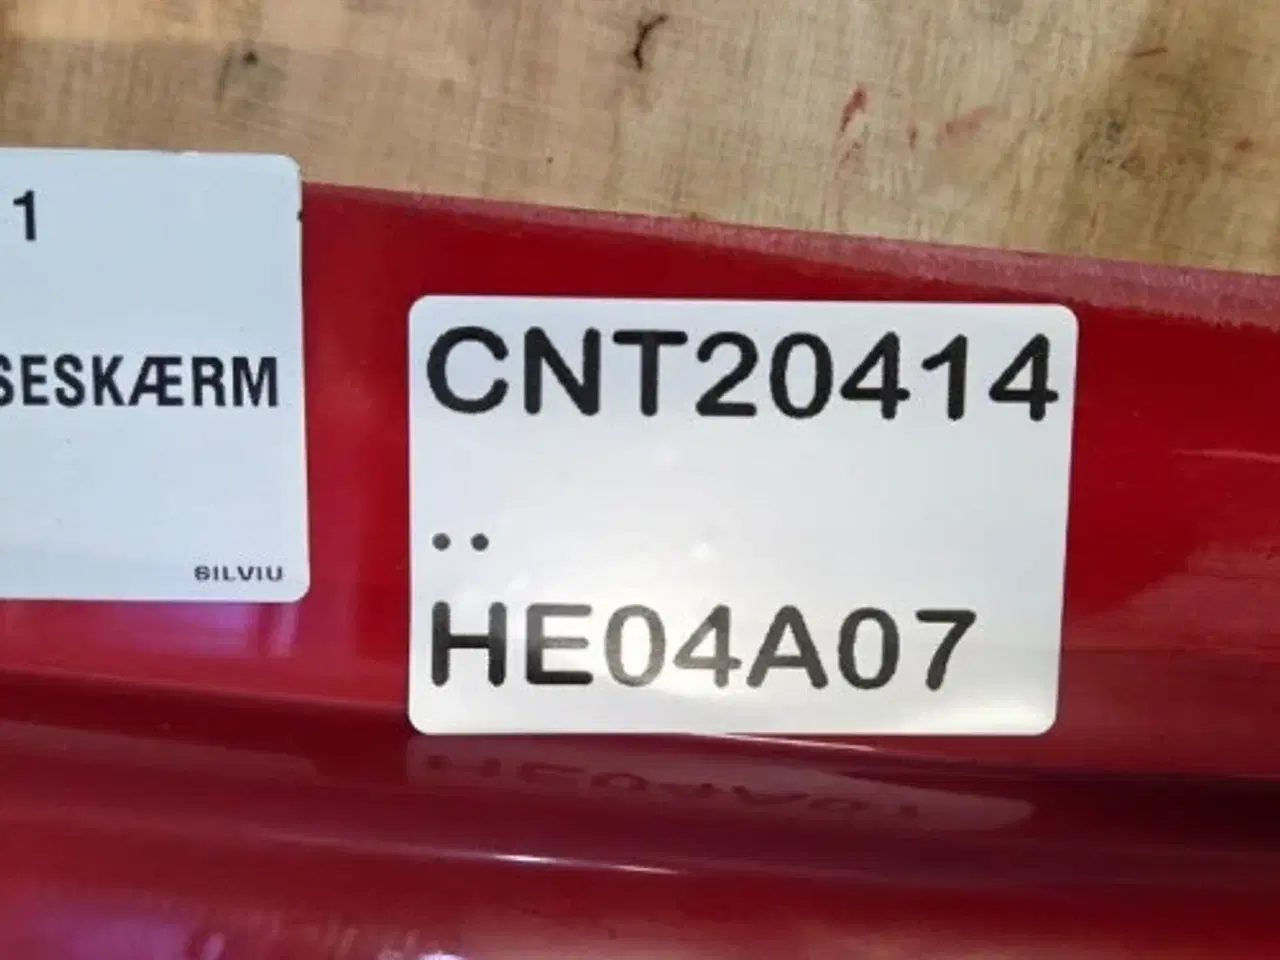 1
SESKÆRM
SILVIU
CNT20414
..
HE04A07